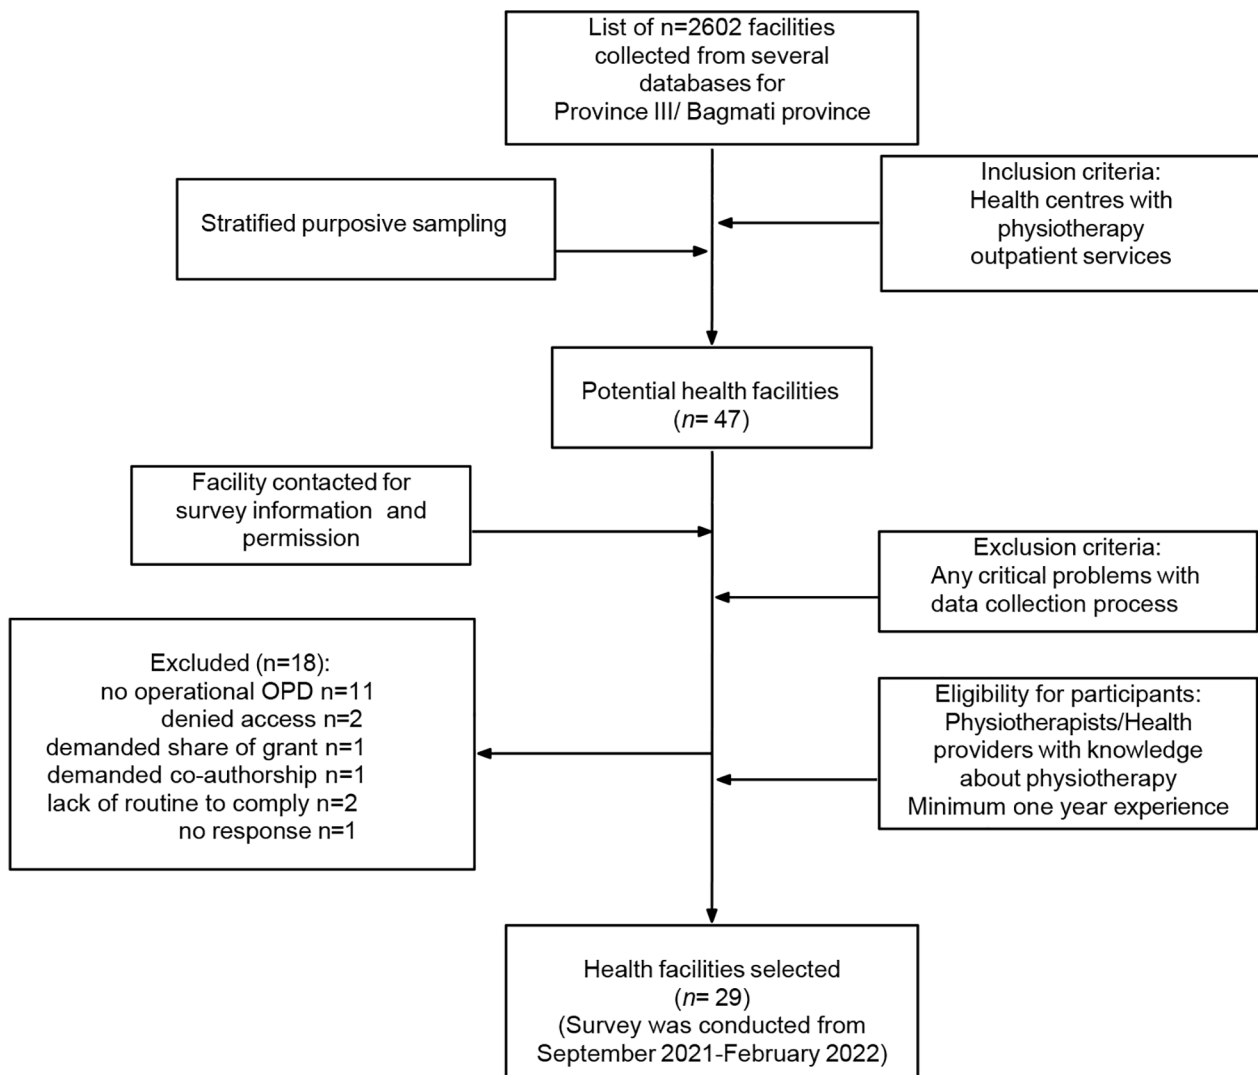 List of n=2602 facilities
collected from several
databases for
Province III/ Bagmati province
Stratified purposive sampling
Inclusion criteria:
Health centres with
physiotherapy
outpatient services
Potential health facilities
(n= 47)
Facility contacted for
survey information and
permission
Exclusion criteria:
Any critical problems with
data collection process
Excluded (n=18):
no operational OPD n=11
denied access n=2
demanded share of grant n=1
demanded co-authorship n=1
lack of routine to comply n=2
no response n=1
Eligibility for participants:
Physiotherapists/Health
providers with knowledge
about physiotherapy
Minimum one year experience
Health facilities selected
(n= 29)
(Survey was conducted from
September 2021-February 2022)